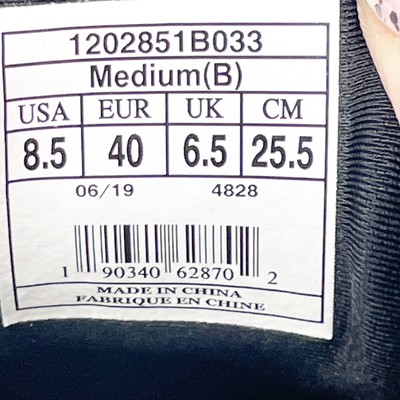 1202851B033
Medium(B)
USA EUR UK CM
8.5 40 6.5 25.5
06/19 4828
1 90340 62870 2
MADE IN CHINA
FABRIQUE EN CHINE